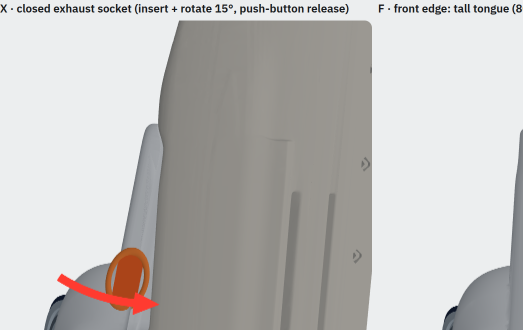 X · closed exhaust socket (insert + rotate 15°, push-button release)
F · front edge: tall tongue (8